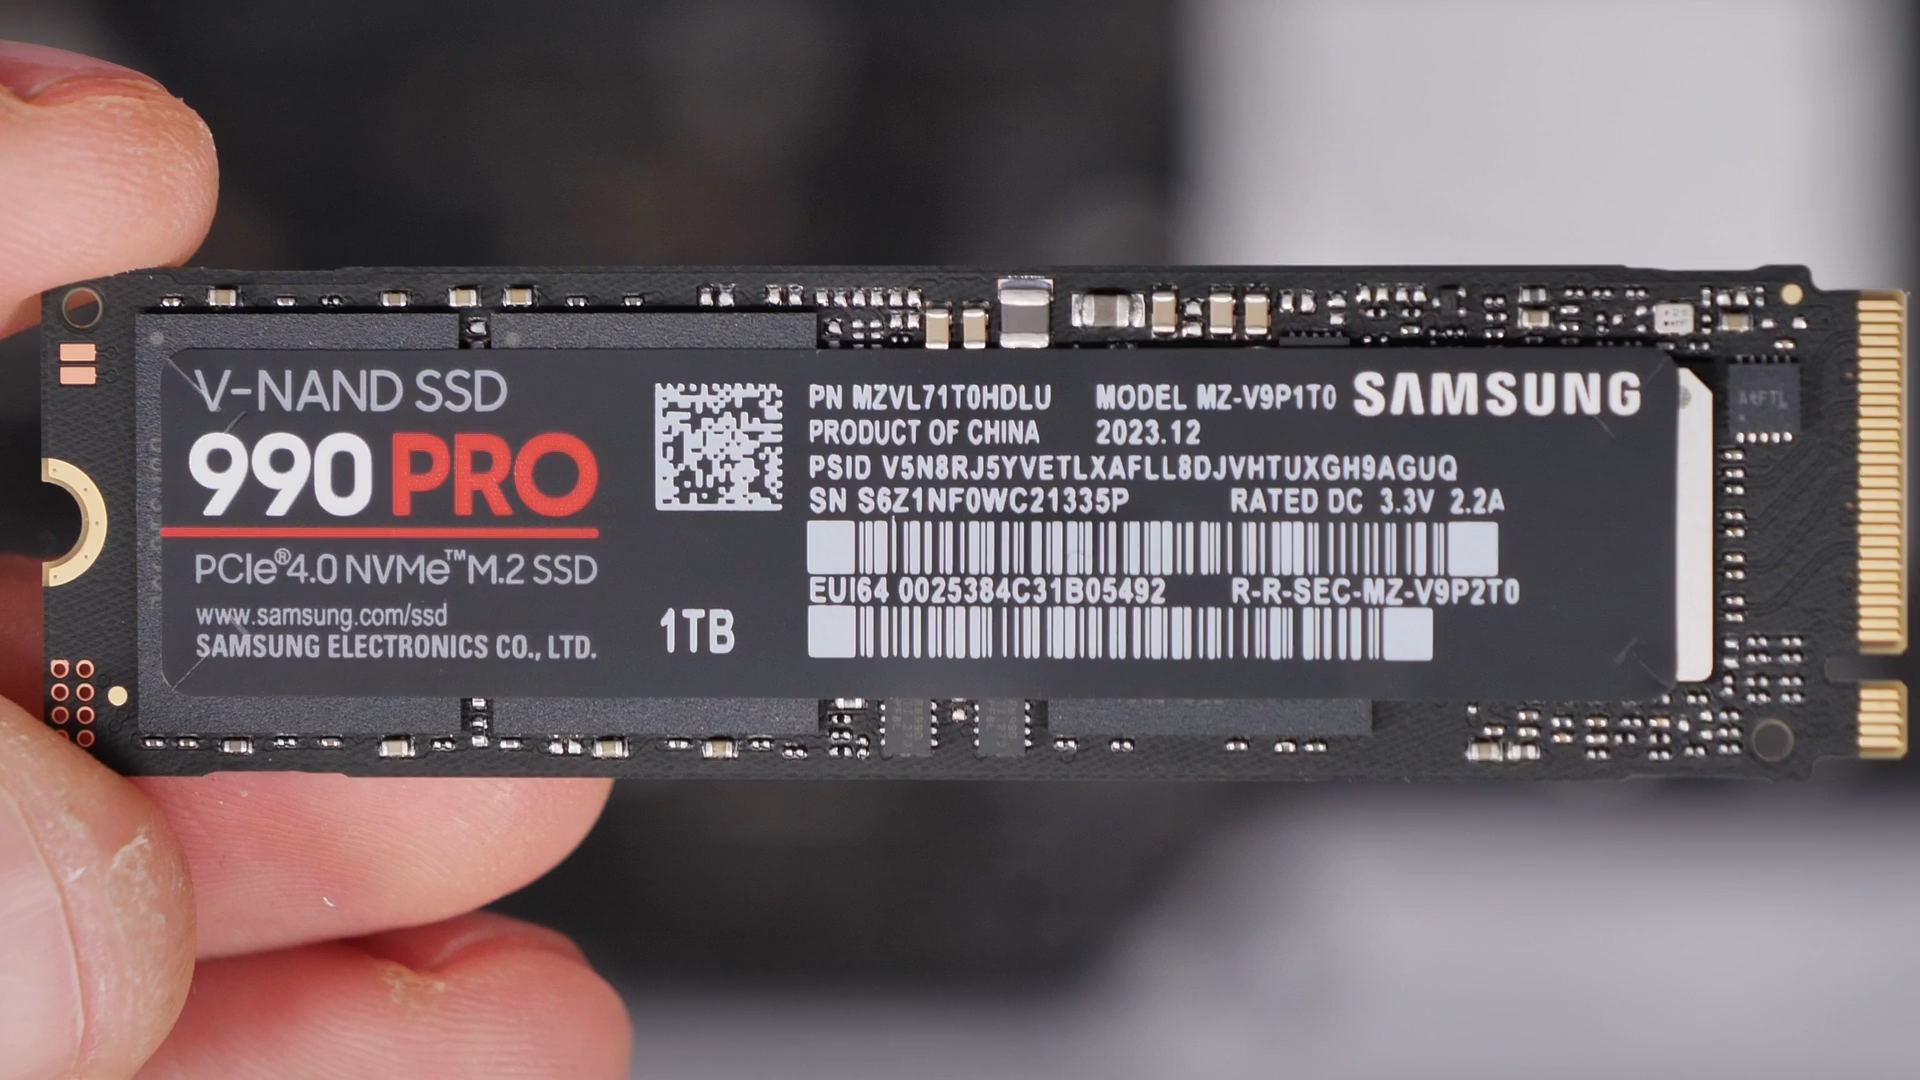 V-NAND SSD
990 PRO
PCIe®4.0 NVMe™M.2 SSD
www.samsung.com/ssd
SAMSUNG ELECTRONICS CO., LTD.
1TB
PN MZVL71T0HDLU MODEL MZ-V9P1T0 SAMSUNG
PRODUCT OF CHINA 2023.12
PSID V5N8RJ5YVETLXAFLL8DJVHTUXGH9AGUQ
SN S6Z1NF0WC21335P RATED DC 3.3V 2.2A
EUI64 0025384C31B05492 R-R-SEC-MZ-V9P2T0